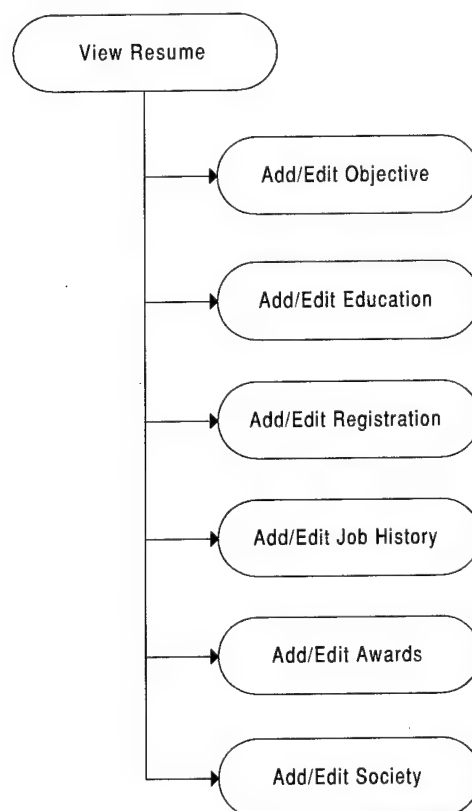 View Resume
Add/Edit Objective
Add/Edit Education
Add/Edit Registration
Add/Edit Job History
Add/Edit Awards
Add/Edit Society